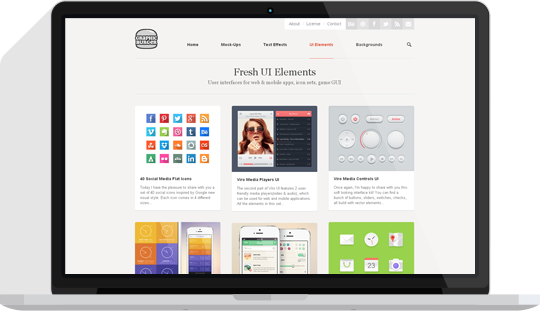 About License Contact
GRAPHIC
BURGER
Home Mock-Ups Text Effects UI Elements Backgrounds
Fresh UI Elements
User interfaces for web & mobile apps, icon sets, game GUI
40 Social Media Flat Icons
Today I have the pleasure to share with you a
set of 40 social icons inspired by Google new
visual style. Each icon comes in 4 different
sizes...
Viro Media Players UI
The second part of Viro UI features 2 user
friendly media players(video & audio), which
can be used for web and mobile applications.
All the elements in this set...
Viro Media Controls UI
Once again, I'm happy to share with you this
soft looking interface kit! You can find a
bunch of buttons, sliders, switches, checks,
all build with vector elements...
23